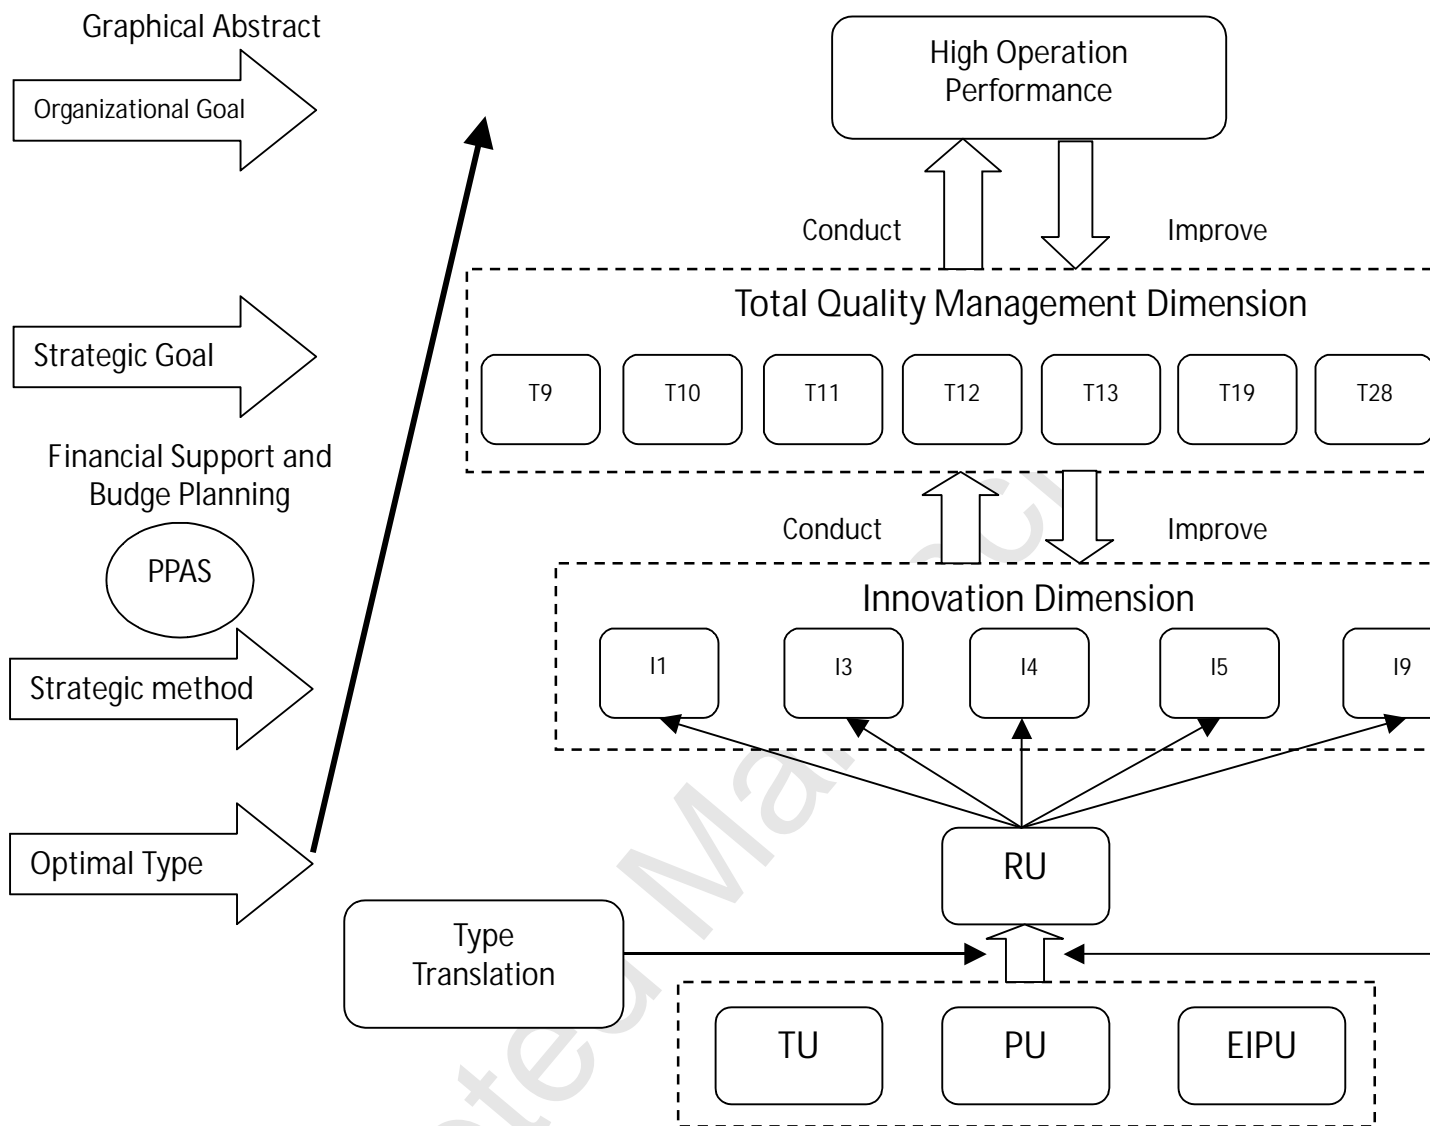 Graphical Abstract
Organizational Goal
High Operation
Performance
Conduct
Improve
Strategic Goal
Total Quality Management Dimension
T9
T10
T11
T12
T13
T19
T28
Financial Support and
Budge Planning
PPAS
Conduct
Improve
Innovation Dimension
Strategic method
I1
I3
I4
I5
I9
Optimal Type
RU
Type
Translation
TU
PU
EIPU